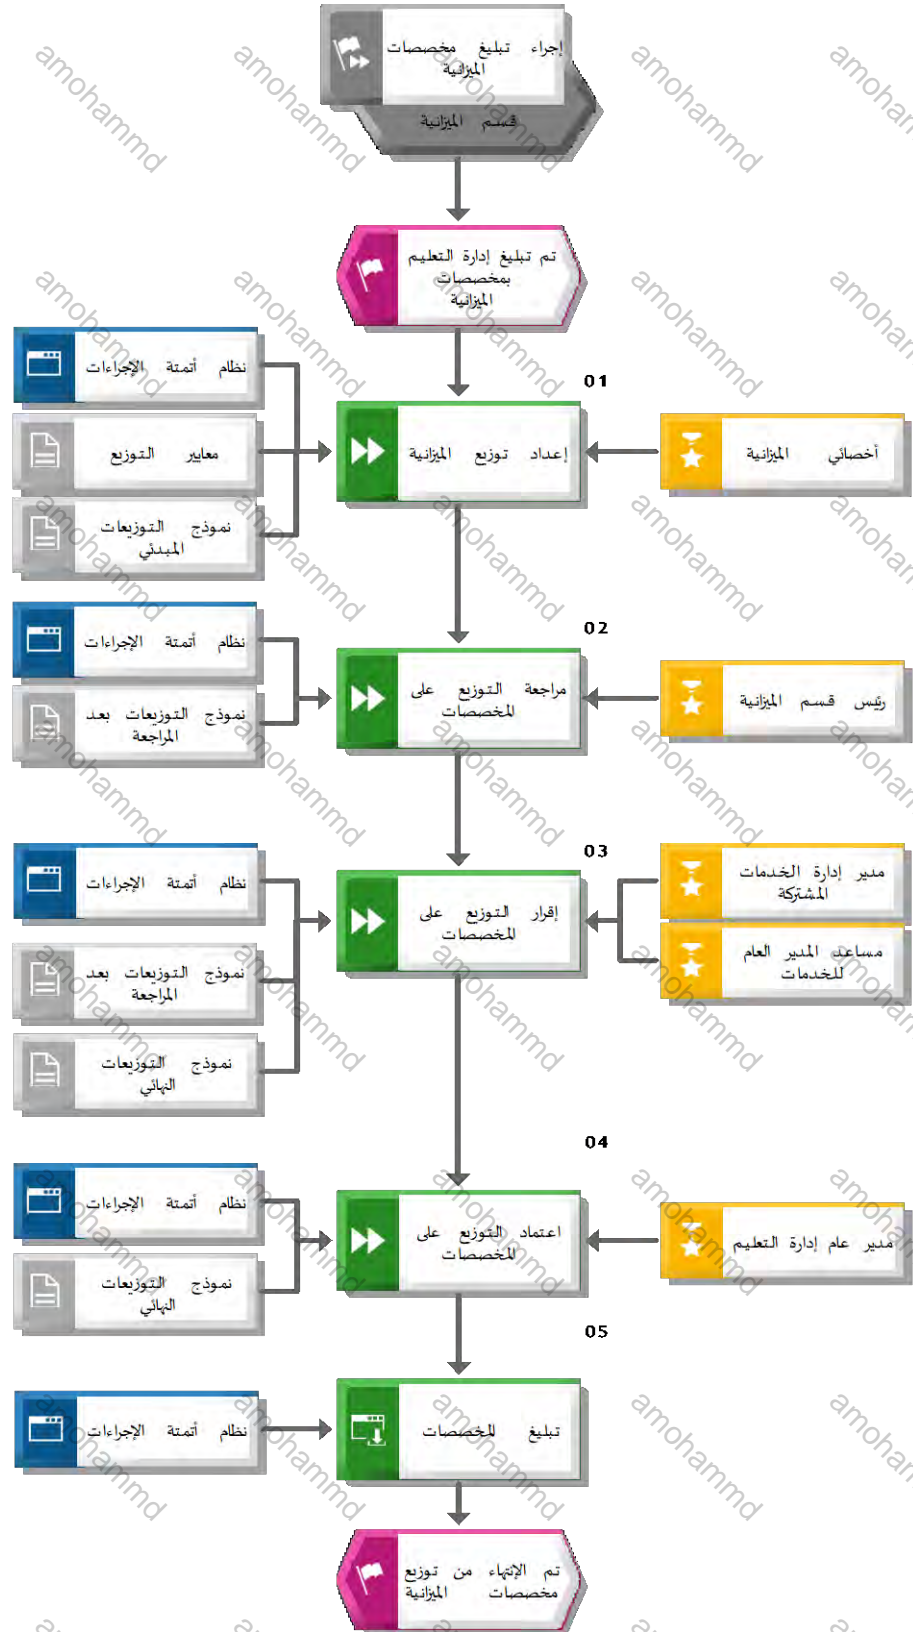 إجراء تبليغ مخصصات
الميزانية
قسم الميزانية
تم تبليغ إدارة التعليم
بمخصصات
الميزانية
01
أخصائي الميزانية
إعداد توزيع الميزانية
نظام أتمتة الإجراءات
معايير التوزيع
نموذج التوزيعات
المبدئي
02
رئيس قسم الميزانية
مراجعة التوزيع على
المخصصات
نظام أتمتة الإجراءات
نموذج التوزيعات بعد
المراجعة
03
مدير إدارة الخدمات
المشتركة
مساعد المدير العام
للخدمات
إقرار التوزيع على
المخصصات
نظام أتمتة الإجراءات
نموذج التوزيعات بعد
المراجعة
نموذج التوزيعات
النهائي
04
مدير عام إدارة التعليم
اعتماد التوزيع على
المخصصات
نظام أتمتة الإجراءات
نموذج التوزيعات
النهائي
05
تبليغ المخصصات
نظام أتمتة الإجراءات
تم الإنتهاء من توزيع
مخصصات الميزانية
amohammd